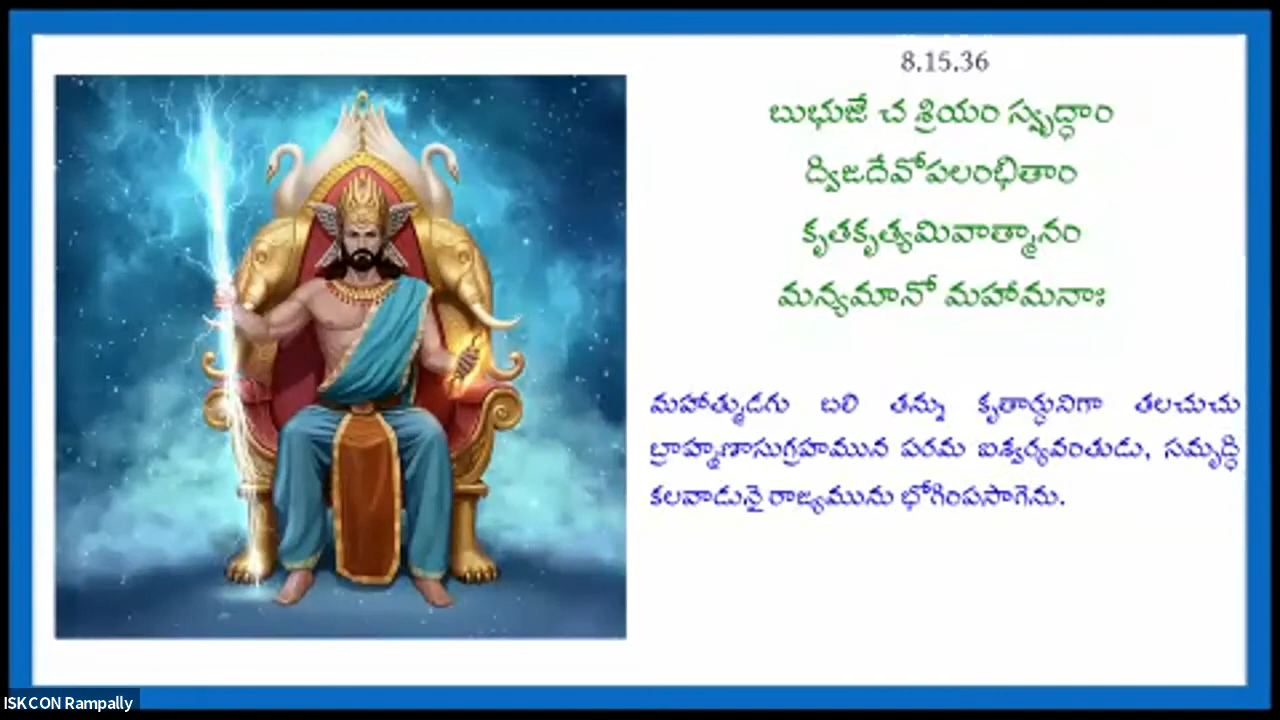 8.15.36
బుభుజే చ శ్రియం స్వృద్ధాం
ద్విజదేవోపలంభితాం
కృతకృత్యమివాత్మానం
మన్యమానో మహామనాః
మహాత్ముడగు బలి తన్ను కృతార్థునిగా తలచుచు
బ్రాహ్మణానుగ్రహమున పరమ ఐశ్వర్యవంతుడు, సమృద్ధి
కలవాడునై రాజ్యమును భోగింపసాగెను.
ISKCON Rampally